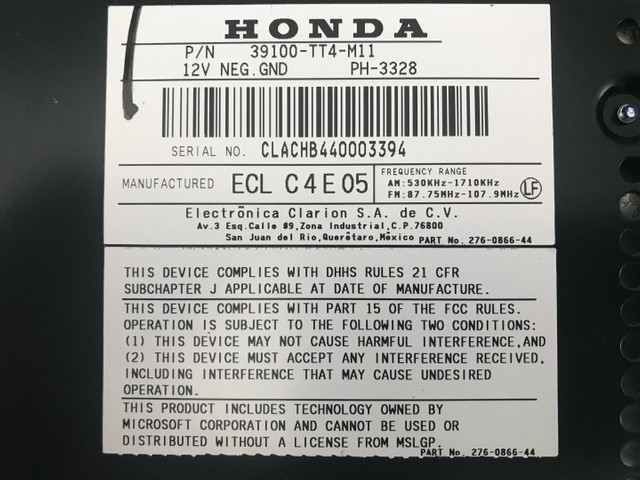 HONDA
P/N 39100-TT4-M11
12V NEG.GND PH-3328
SERIAL NO. CLACHB440003394
MANUFACTURED ECL C4E05
FREQUENCY RANGE
AM:530KHz-1710KHz
FM:87.75MHz-107.9MHz
LF
Electrónica Clarion S.A. de C.V.
Av.3 Esq.Calle #9,Zona Industrial,C.P.76800
San Juan del Rio,Querétaro,México PART No. 276-0866-44
THIS DEVICE COMPLIES WITH DHHS RULES 21 CFR
SUBCHAPTER J APPLICABLE AT DATE OF MANUFACTURE.
THIS DEVICE COMPLIES WITH PART 15 OF THE FCC RULES.
OPERATION IS SUBJECT TO THE FOLLOWING TWO CONDITIONS:
(1) THIS DEVICE MAY NOT CAUSE HARMFUL INTERFERENCE,AND
(2) THIS DEVICE MUST ACCEPT ANY INTERFERENCE RECEIVED,
INCLUDING INTERFERENCE THAT MAY CAUSE UNDESIRED
OPERATION.
THIS PRODUCT INCLUDES TECHNOLOGY OWNED BY
MICROSOFT CORPORATION AND CANNOT BE USED OR
DISTRIBUTED WITHOUT A LICENSE FROM MSLGP.
PART No. 276-0866-44